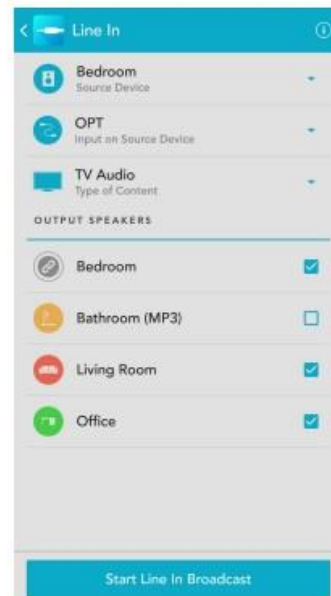 Line In
Bedroom
Source Device
OPT
Input on Source Device
TV Audio
Type of Content
OUTPUT SPEAKERS
Bedroom
Bathroom (MP3)
Living Room
Office
Start Line In Broadcast